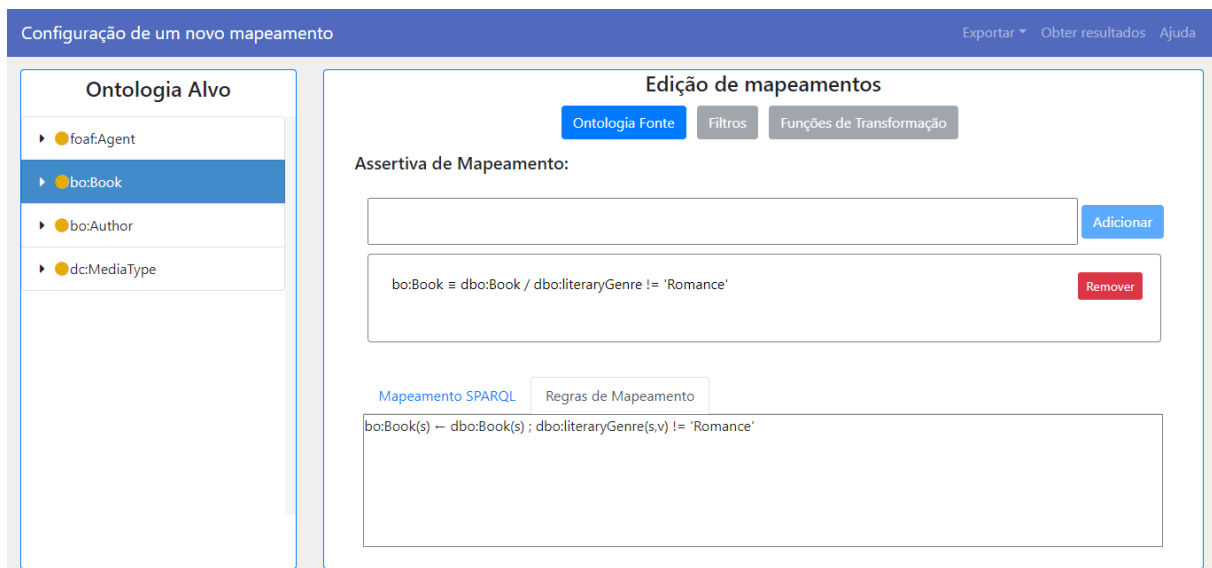 Configuração de um novo mapeamento
Exportar Obter resultados Ajuda
Ontologia Alvo
foaf:Agent
bo:Book
bo:Author
dc:MediaType
Edição de mapeamentos
Ontologia Fonte Filtros Funções de Transformação
Assertiva de Mapeamento:
Adicionar
bo:Book ≡ dbo:Book / dbo:literaryGenre != 'Romance'
Remover
Mapeamento SPARQL Regras de Mapeamento
bo:Book(s) ← dbo:Book(s) ; dbo:literaryGenre(s,v) != 'Romance'